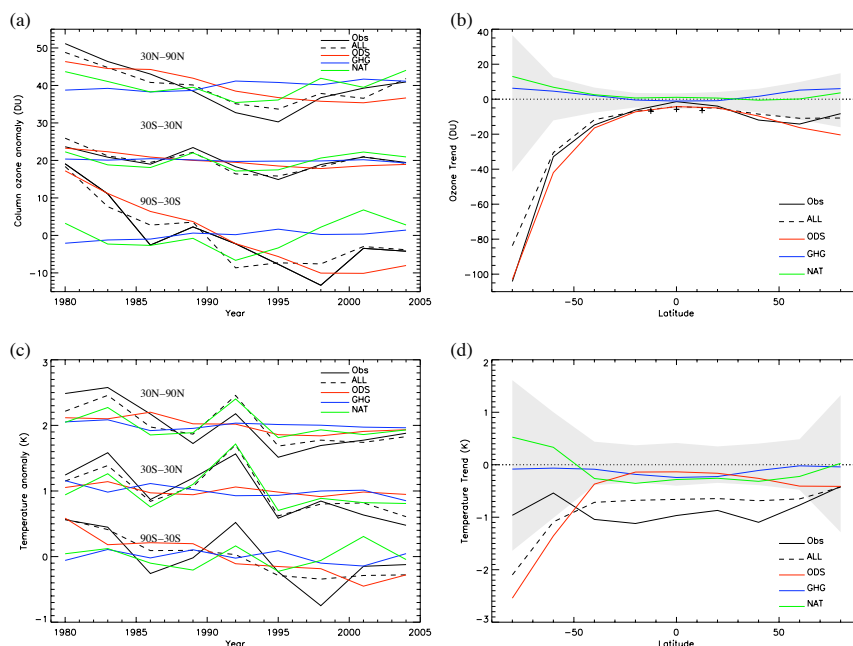 (a)
Column ozone anomaly (DU)
50
40
30
20
10
0
−10
30N−90N
30S−30N
90S−30S
Obs
ALL
ODS
GHG
NAT
1980
1985
1990
1995
2000
2005
Year
(b)
Ozone Trend (DU)
40
20
0
−20
−40
−60
−80
−100
Obs
ALL
ODS
GHG
NAT
−50
0
50
Latitude
(c)
Temperature anomaly (K)
3
2
1
0
−1
30N−90N
30S−30N
90S−30S
Obs
ALL
ODS
GHG
NAT
1980
1985
1990
1995
2000
2005
Year
(d)
Temperature Trend (K)
2
1
0
−1
−2
−3
Obs
ALL
ODS
GHG
NAT
−50
0
50
Latitude